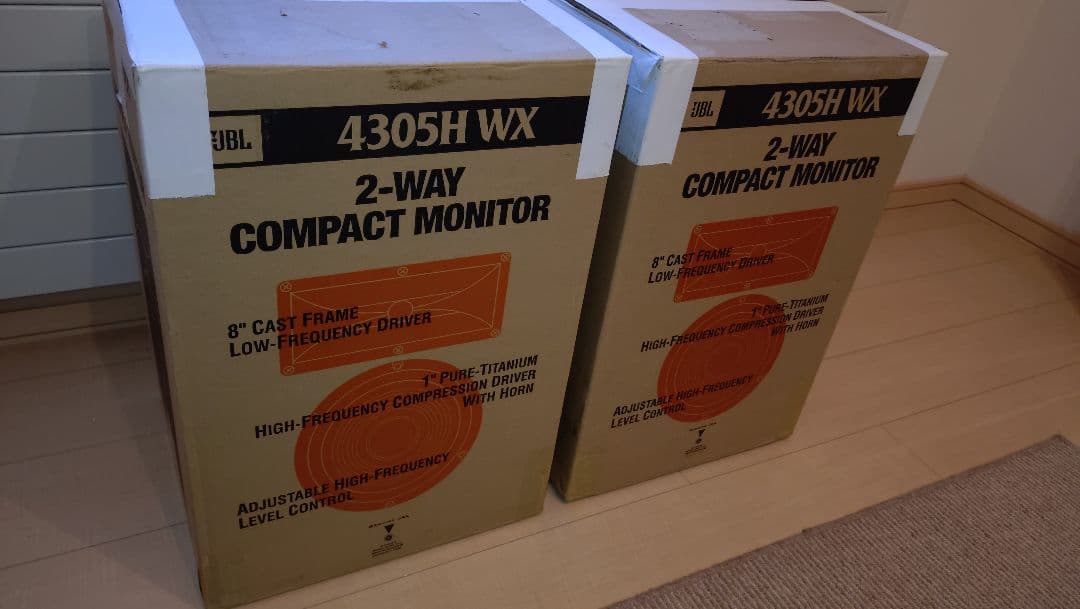 JBL
4305H WX
2-WAY
COMPACT MONITOR
8" CAST FRAME
LOW-FREQUENCY DRIVER
1" PURE-TITANIUM
HIGH-FREQUENCY COMPRESSION DRIVER
WITH HORN
ADJUSTABLE HIGH-FREQUENCY
LEVEL CONTROL
JBL
4305H WX
2-WAY
COMPACT MONITOR
8" CAST FRAME
LOW-FREQUENCY DRIVER
1" PURE-TITANIUM
HIGH-FREQUENCY COMPRESSION DRIVER
WITH HORN
ADJUSTABLE HIGH-FREQUENCY
LEVEL CONTROL